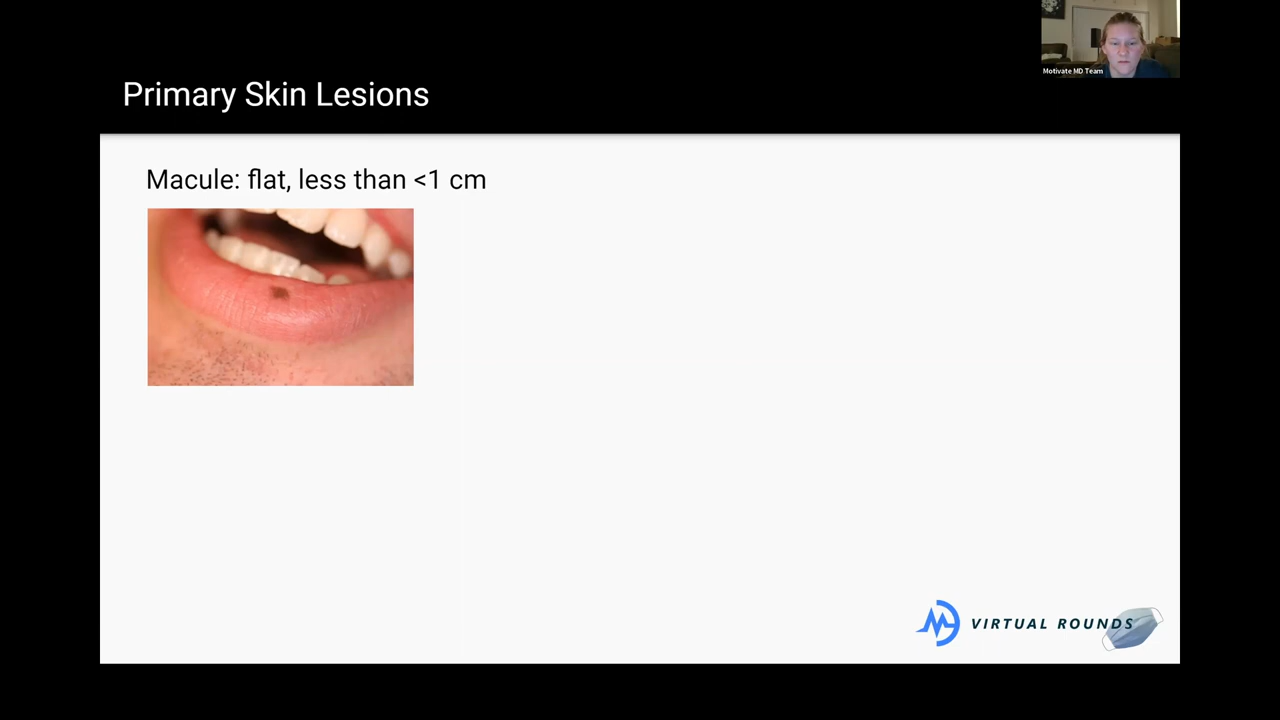 Motivate MD Team
Primary Skin Lesions
Macule: flat, less than <1 cm
VIRTUAL ROUNDS